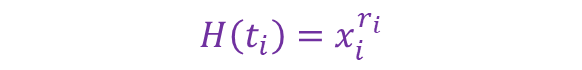 H(t_i) = x_i^{r_i}